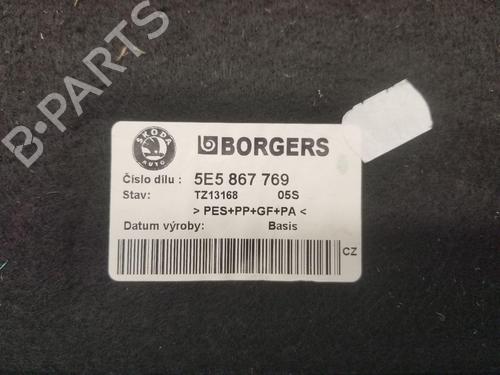 B-PARTS
SKODA
AUTO
BORGERS
Číslo dílu : 5E5 867 769
Stav: TZ13168 05S
> PES+PP+GF+PA <
Datum výroby: Basis
CZ